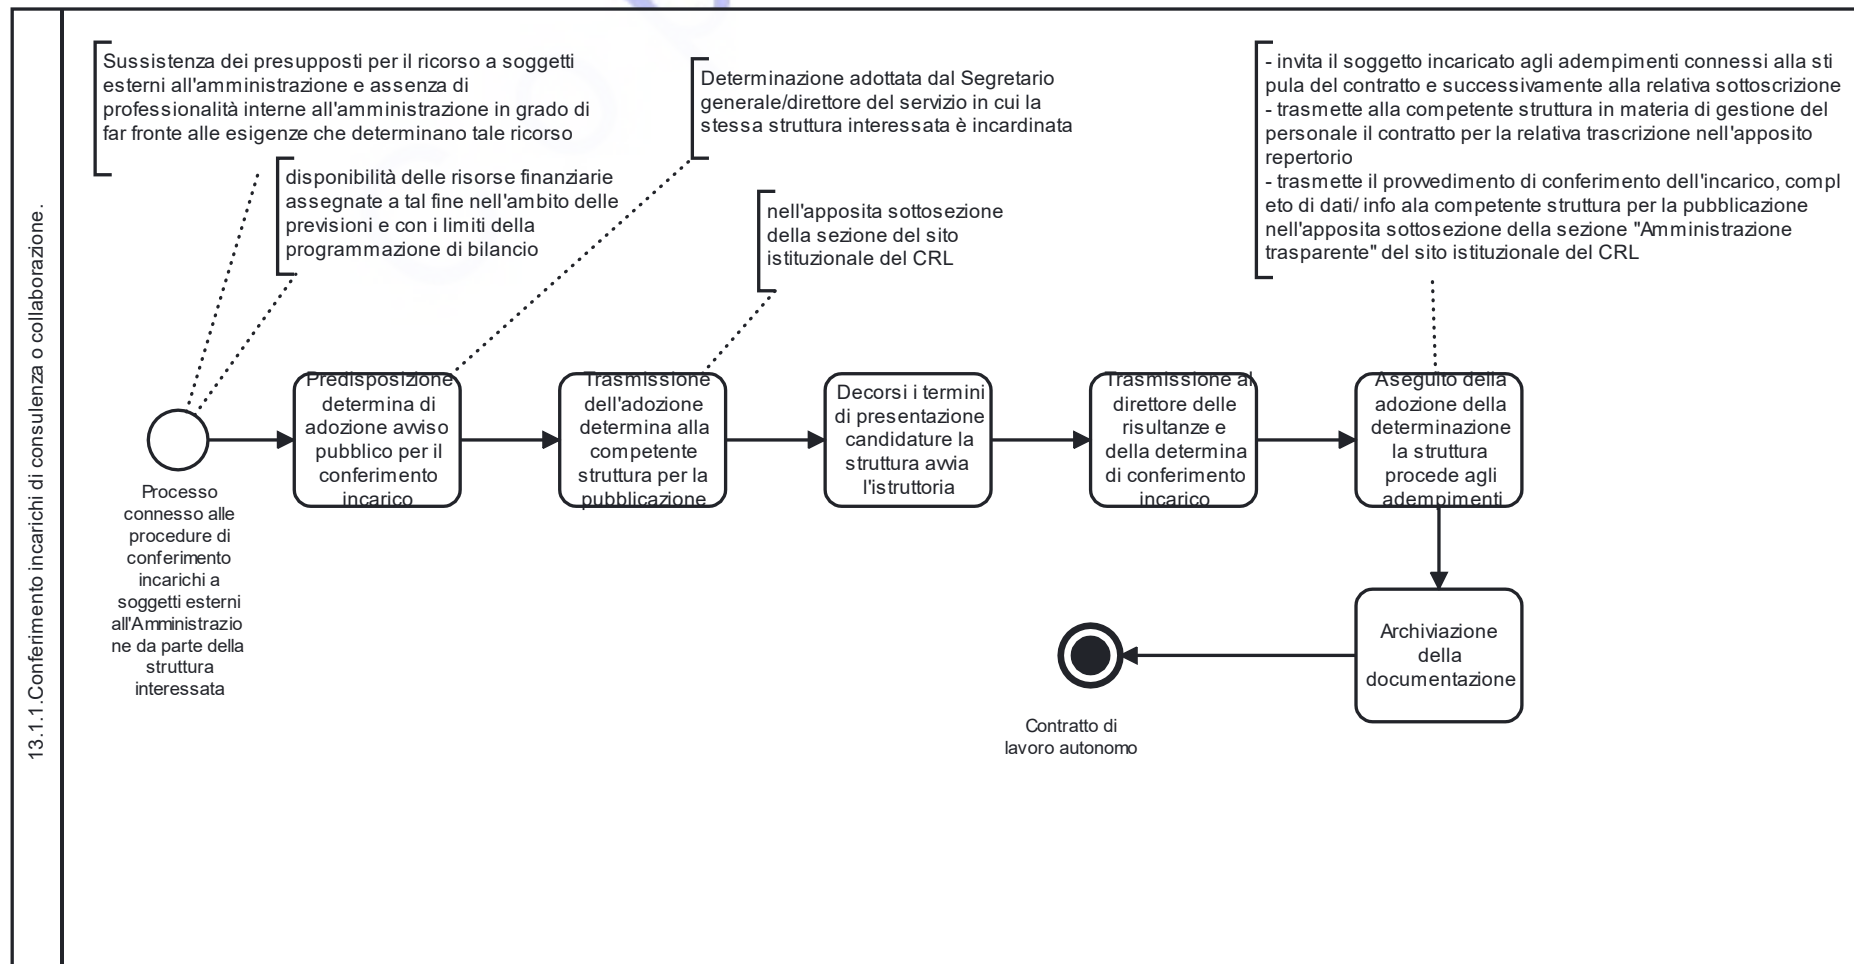 13.1.1.Conferimento incarichi di consulenza o collaborazione.
Sussistenza dei presupposti per il ricorso a soggetti
esterni all'amministrazione e assenza di
professionalità interne all'amministrazione in grado di
far fronte alle esigenze che determinano tale ricorso
disponibilità delle risorse finanziarie
assegnate a tal fine nell'ambito delle
previsioni e con i limiti della
programmazione di bilancio
Determinazione adottata dal Segretario
generale/direttore del servizio in cui la
stessa struttura interessata è incardinata
nell'apposita sottosezione
della sezione del sito
istituzionale del CRL
- invita il soggetto incaricato agli adempimenti connessi alla sti
pula del contratto e successivamente alla relativa sottoscrizione
- trasmette alla competente struttura in materia di gestione del
personale il contratto per la relativa trascrizione nell'apposito
repertorio
- trasmette il provvedimento di conferimento dell'incarico, compl
eto di dati/ info ala competente struttura per la pubblicazione
nell'apposita sottosezione della sezione "Amministrazione
trasparente" del sito istituzionale del CRL
Processo
connesso alle
procedure di
conferimento
incarichi a
soggetti esterni
all'Amministrazio
ne da parte della
struttura
interessata
Predisposizione
determina di
adozione avviso
pubblico per il
conferimento
incarico
Trasmissione
dell'adozione
determina alla
competente
struttura per la
pubblicazione
Decorsi i termini
di presentazione
candidature la
struttura avvia
l'istruttoria
Trasmissione al
direttore delle
risultanze e
della determina
di conferimento
incarico
Aseguito della
adozione della
determinazione
la struttura
procede agli
adempimenti
Archiviazione
della
documentazione
Contratto di
lavoro autonomo